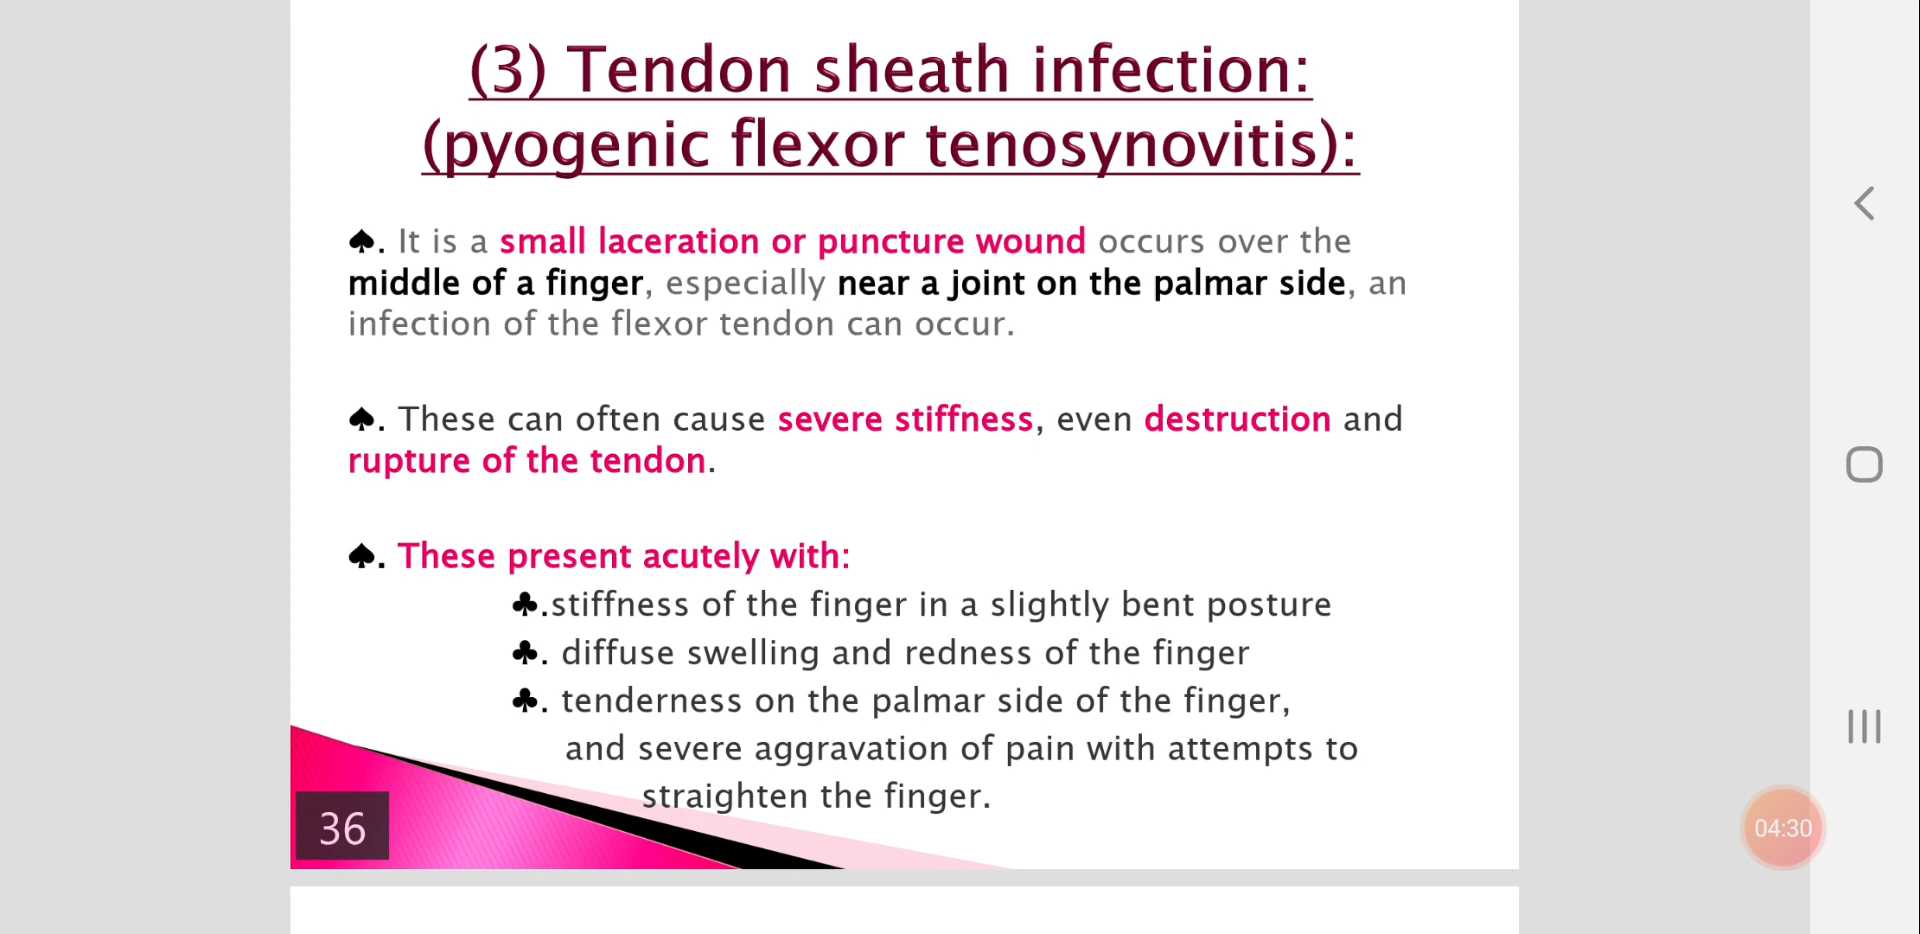 (3) Tendon sheath infection:
(pyogenic flexor tenosynovitis):
♠. It is a small laceration or puncture wound occurs over the
middle of a finger, especially near a joint on the palmar side, an
infection of the flexor tendon can occur.
♠. These can often cause severe stiffness, even destruction and
rupture of the tendon.
♠. These present acutely with:
♣.stiffness of the finger in a slightly bent posture
♣. diffuse swelling and redness of the finger
♣. tenderness on the palmar side of the finger,
and severe aggravation of pain with attempts to
straighten the finger.
36
04:30